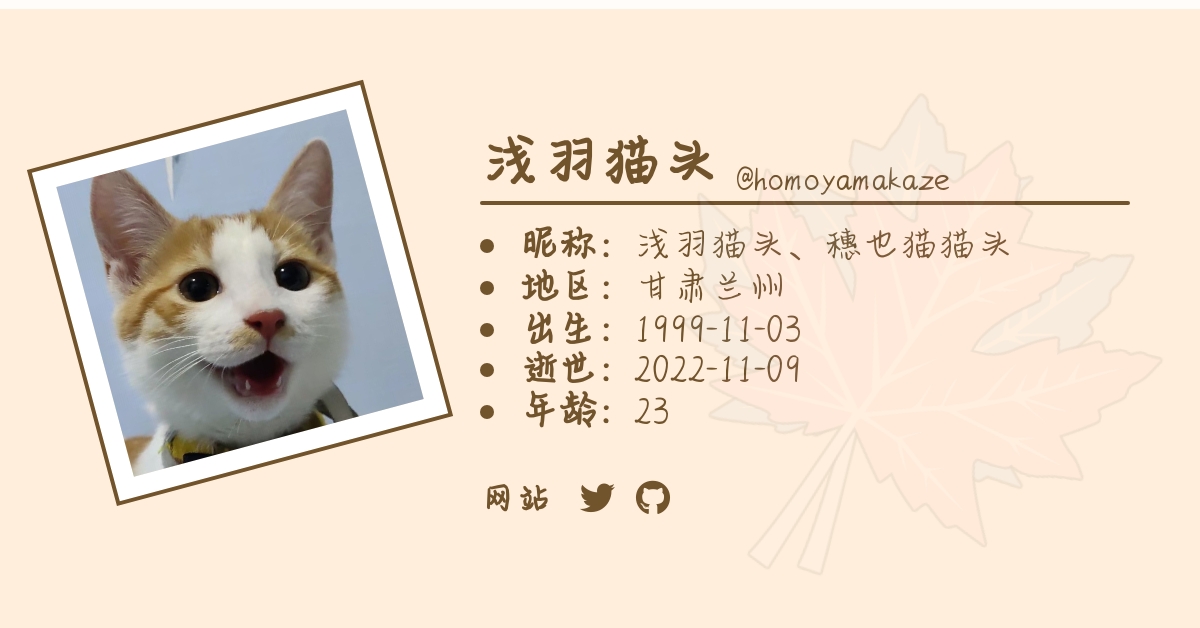 浅羽猫头 @homoyamakaze
昵称：浅羽猫头、穗也猫猫头
地区：甘肃兰州
出生：1999-11-03
逝世：2022-11-09
年龄：23
网站